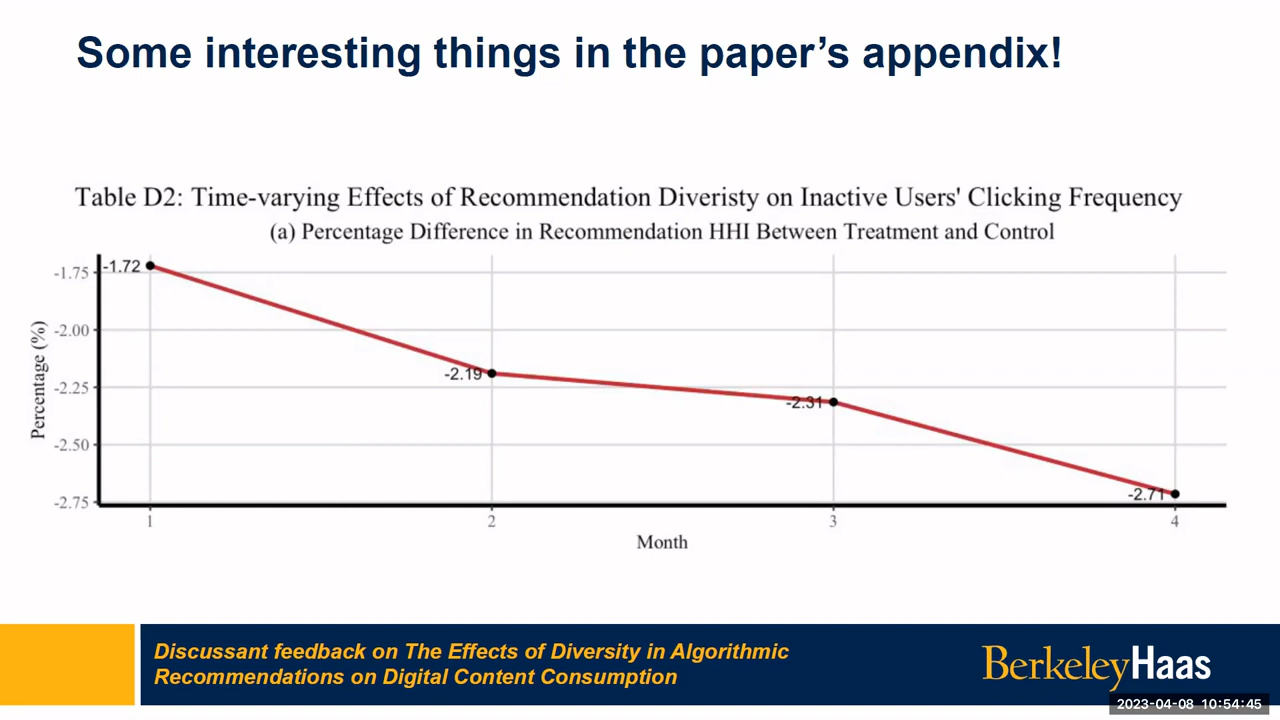 Some interesting things in the paper’s appendix!
Table D2: Time-varying Effects of Recommendation Diveristy on Inactive Users' Clicking Frequency
(a) Percentage Difference in Recommendation HHI Between Treatment and Control
Percentage (%)
-1.75
-2.00
-2.25
-2.50
-2.75
-1.72
-2.19
-2.31
-2.71
1 2 3 4
Month
Discussant feedback on The Effects of Diversity in Algorithmic
Recommendations on Digital Content Consumption
BerkeleyHaas
2023-04-08 10:54:45